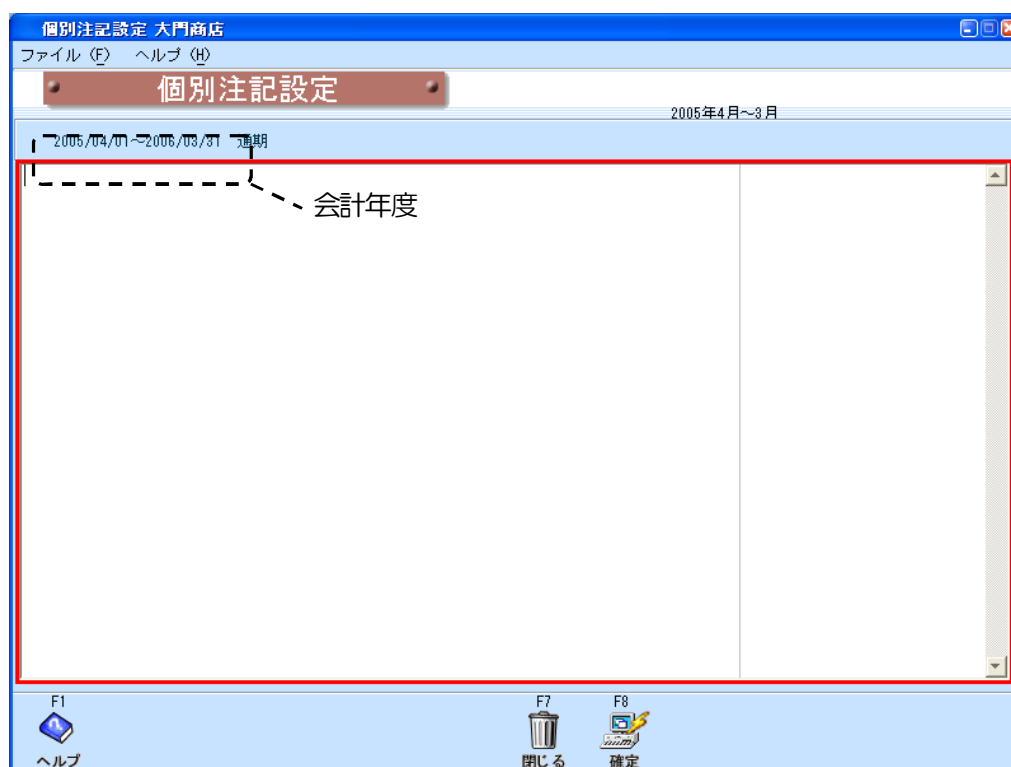 個別注記設定 大門商店
ファイル (F) ヘルプ (H)
個別注記設定
2005年4月～3月
2005/04/01～2006/03/31 通期
会計年度
F1 F7 F8
ヘルプ 閉じる 確定